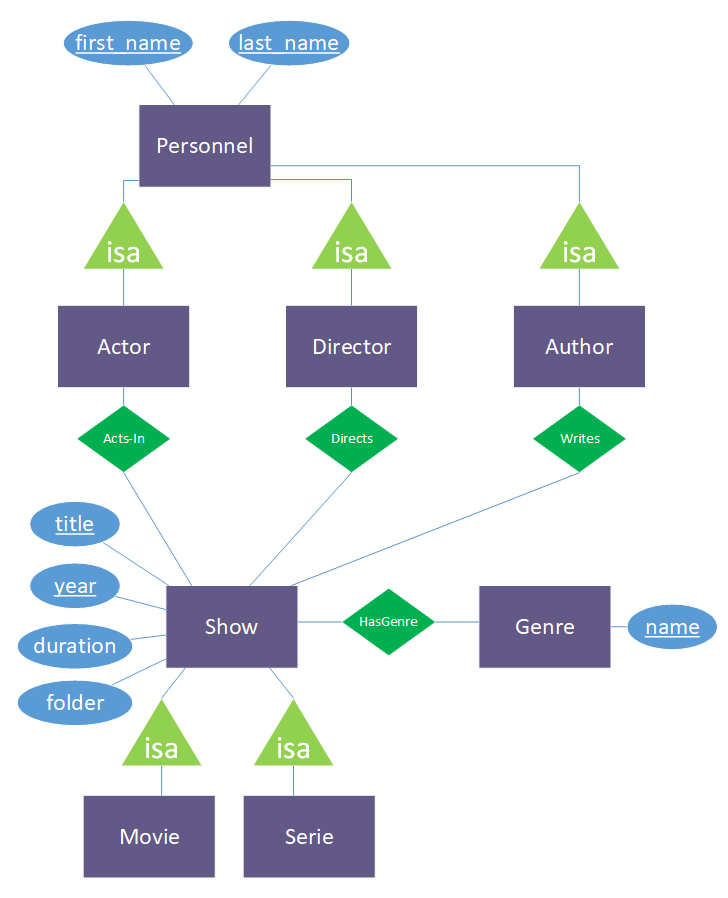 first_name
last_name
Personnel
isa
isa
isa
Actor
Director
Author
Acts-In
Directs
Writes
title
year
duration
folder
Show
HasGenre
Genre
name
isa
isa
Movie
Serie